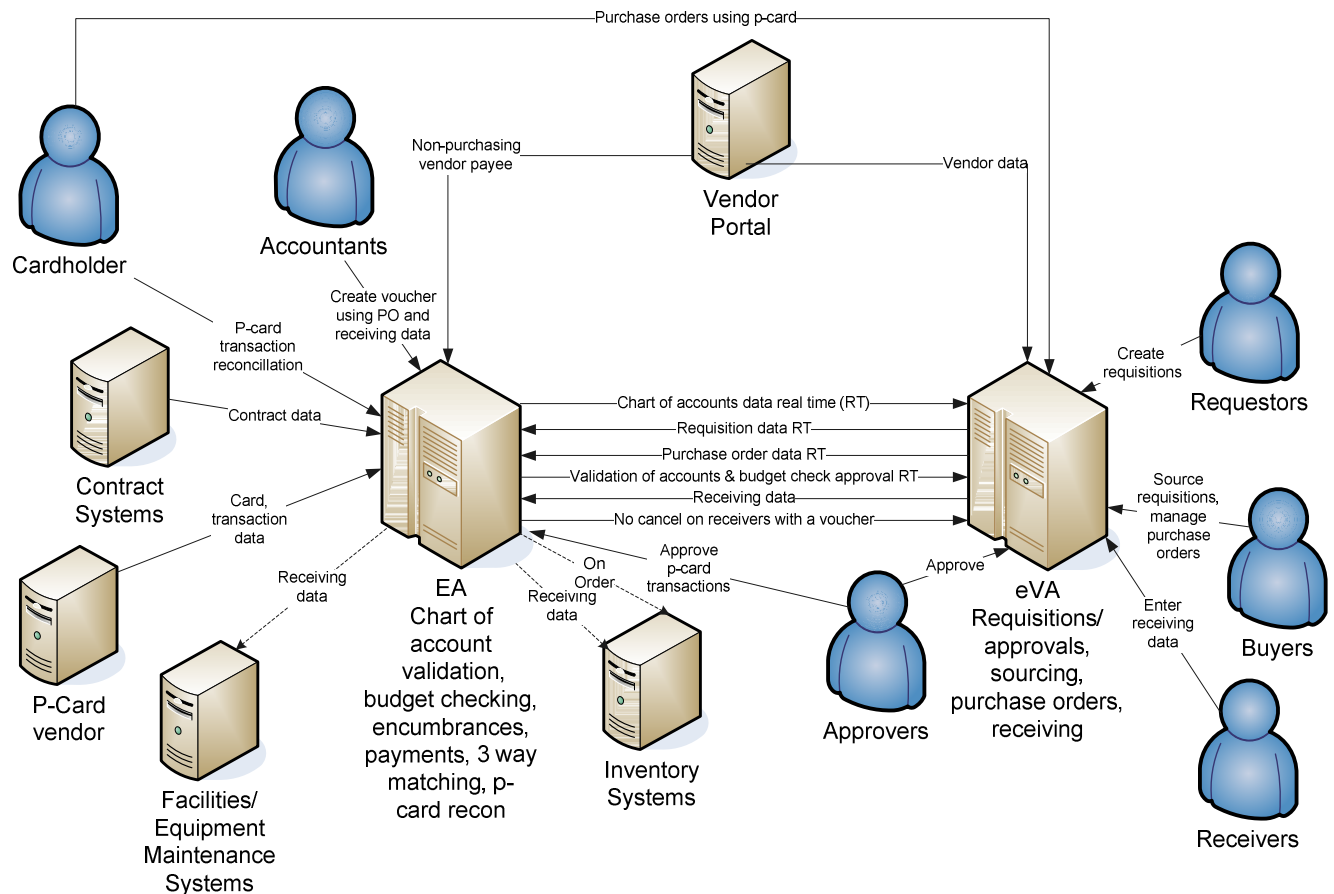 Purchase orders using p-card
Non-purchasing
vendor payee
Vendor data
Vendor
Portal
Cardholder
Accountants
Create voucher
using PO and
receiving data
P-card
transaction
reconcillation
Contract data
Contract
Systems
Card,
transaction
data
P-Card
vendor
Receiving
data
Facilities/
Equipment
Maintenance
Systems
Chart of accounts data real time (RT)
Requisition data RT
Purchase order data RT
Validation of accounts & budget check approval RT
Receiving data
No cancel on receivers with a voucher
EA
Chart of
account
validation,
budget checking,
encumbrances,
payments, 3 way
matching, p-
card recon
On
Order
Receiving
data
Inventory
Systems
Approve
p-card
transactions
Approve
Approvers
eVA
Requisitions/
approvals,
sourcing,
purchase orders,
receiving
Create
requisitions
Requestors
Source
requisitions,
manage
purchase
orders
Buyers
Enter
receiving
data
Receivers